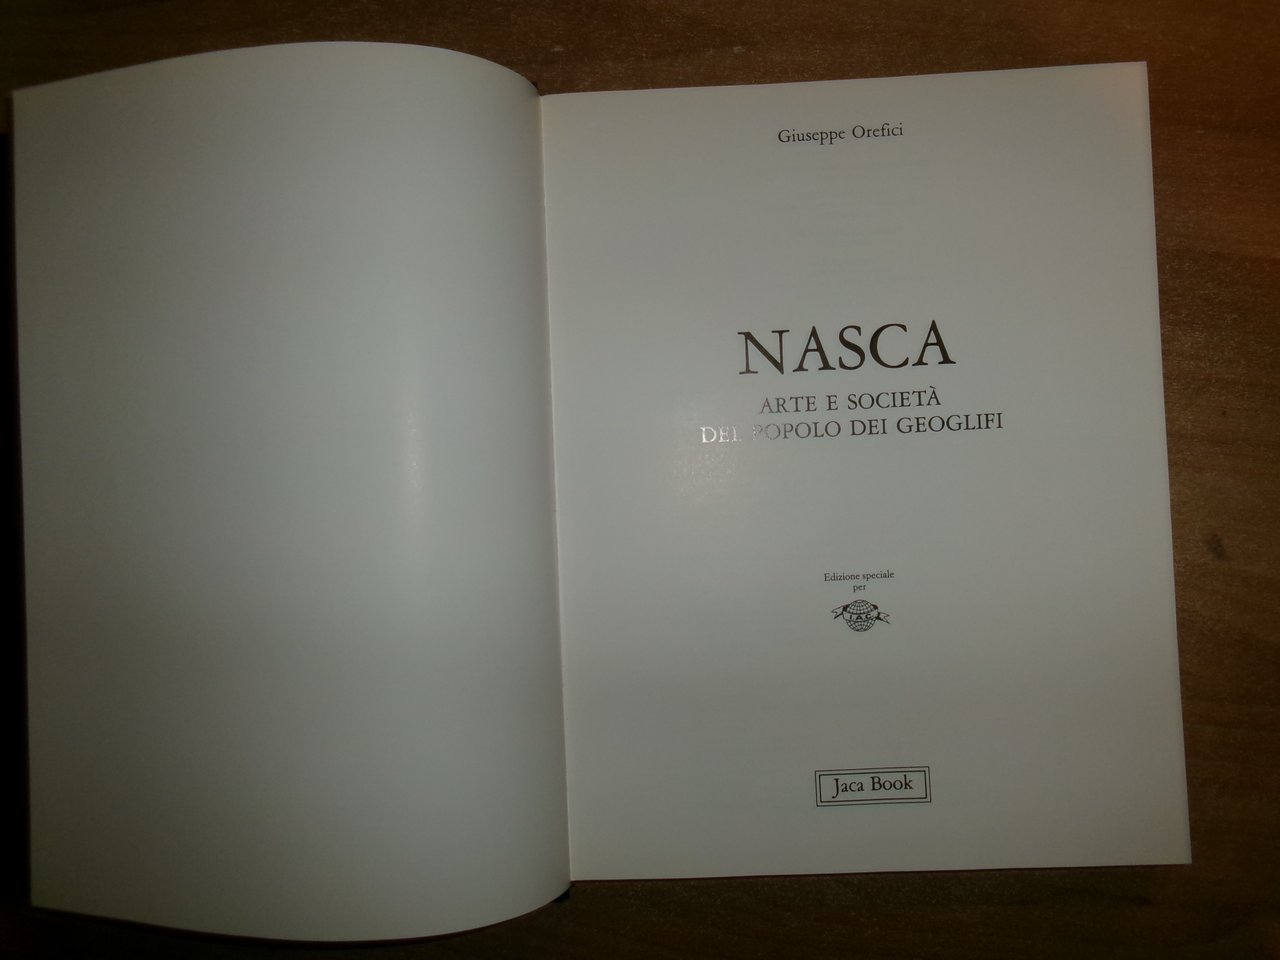 Giuseppe Orefici
NASCA
ARTE E SOCIETÀ
DEL POPOLO DEI GEOGLIFI
Edizione speciale
per
I.A.G.
Jaca Book